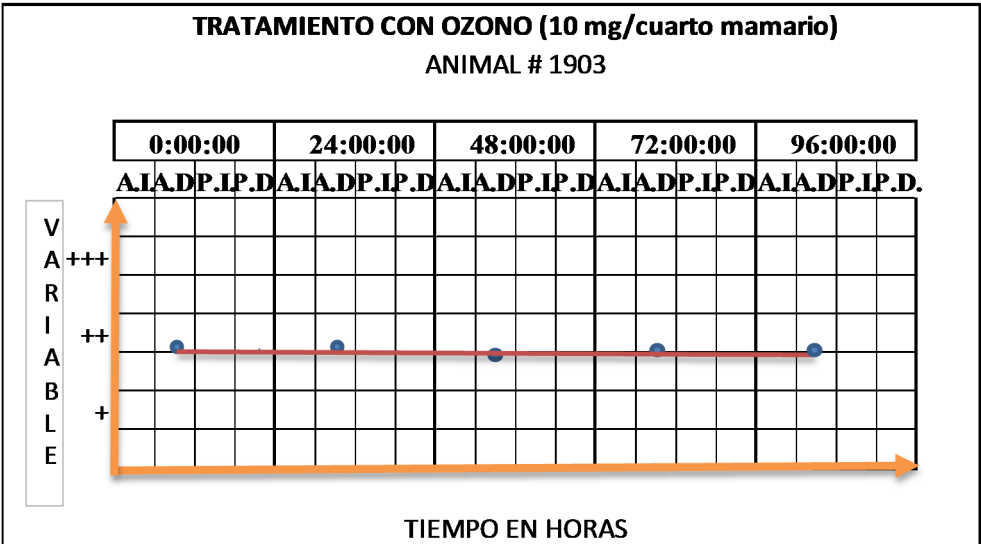 TRATAMIENTO CON OZONO (10 mg/cuarto mamario)
ANIMAL # 1903
0:00:00 24:00:00 48:00:00 72:00:00 96:00:00
A.I. A.D P.I. P.D A.I. A.D P.I. P.D A.I. A.D P.I. P.D A.I. A.D P.I. P.D A.I. A.D P.I. P.D.
VARIABLE
+++
++
+
TIEMPO EN HORAS